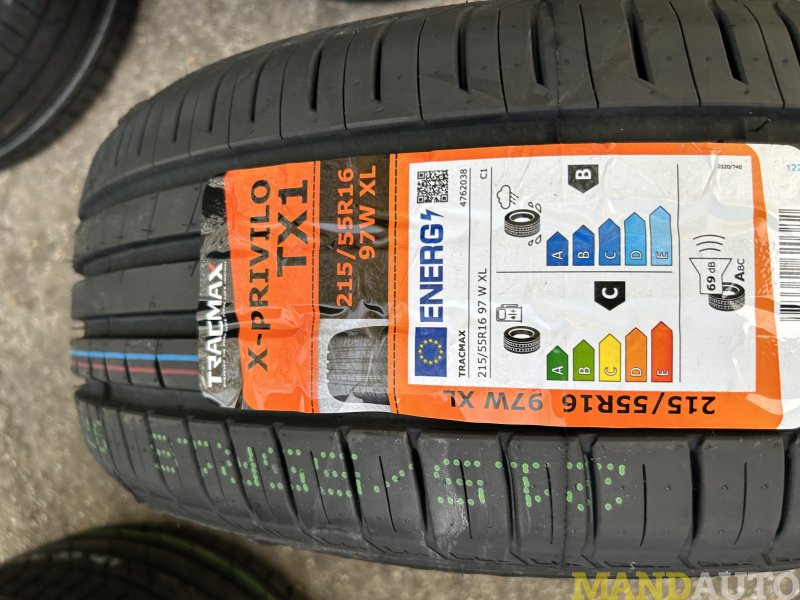 TRACMAX
X-PRIVILO
TX1
215/55R16
97W XL
ENERG
4762038
C1
TRACMAX
215/55R16 97 W XL
B
A B C D E
C
A B C D E
2020/740
69 dB
ABC
215/55R16 97W XL
122
MANDAUTO